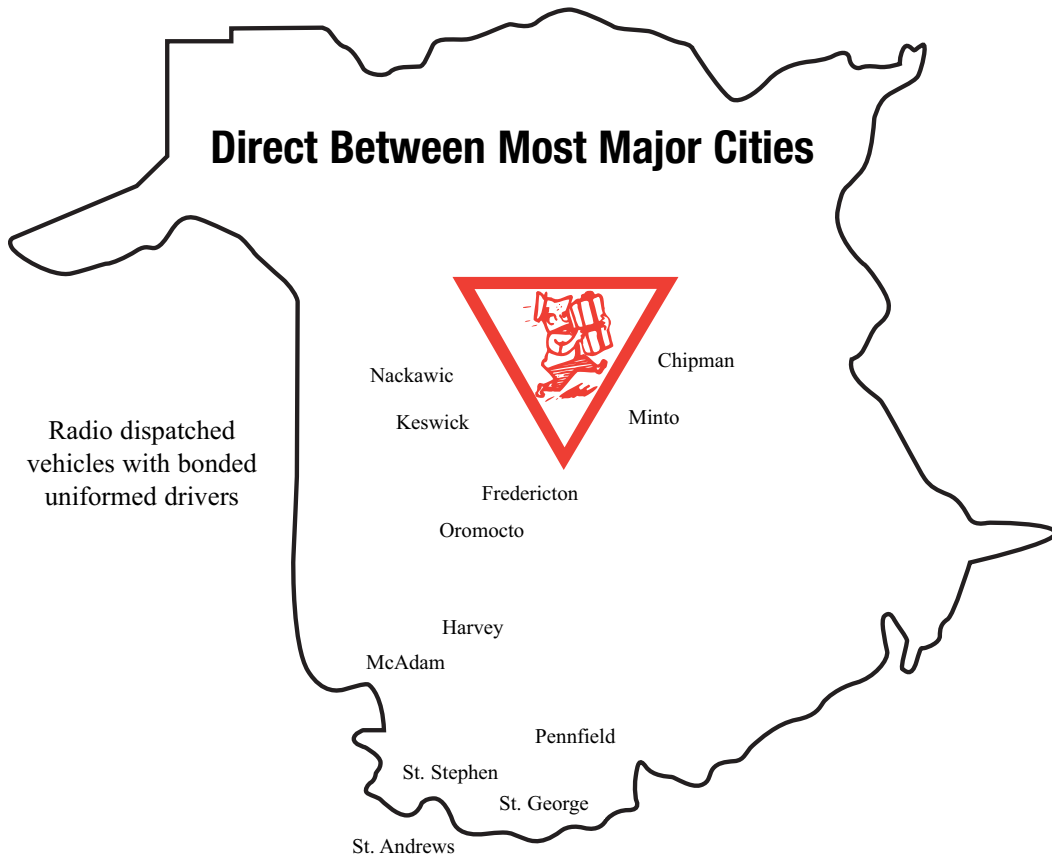 Direct Between Most Major Cities
Chipman
Nackawic
Minto
Keswick
Radio dispatched
vehicles with bonded
uniformed drivers
Fredericton
Oromocto
Harvey
McAdam
Pennfield
St. Stephen
St. George
St. Andrews